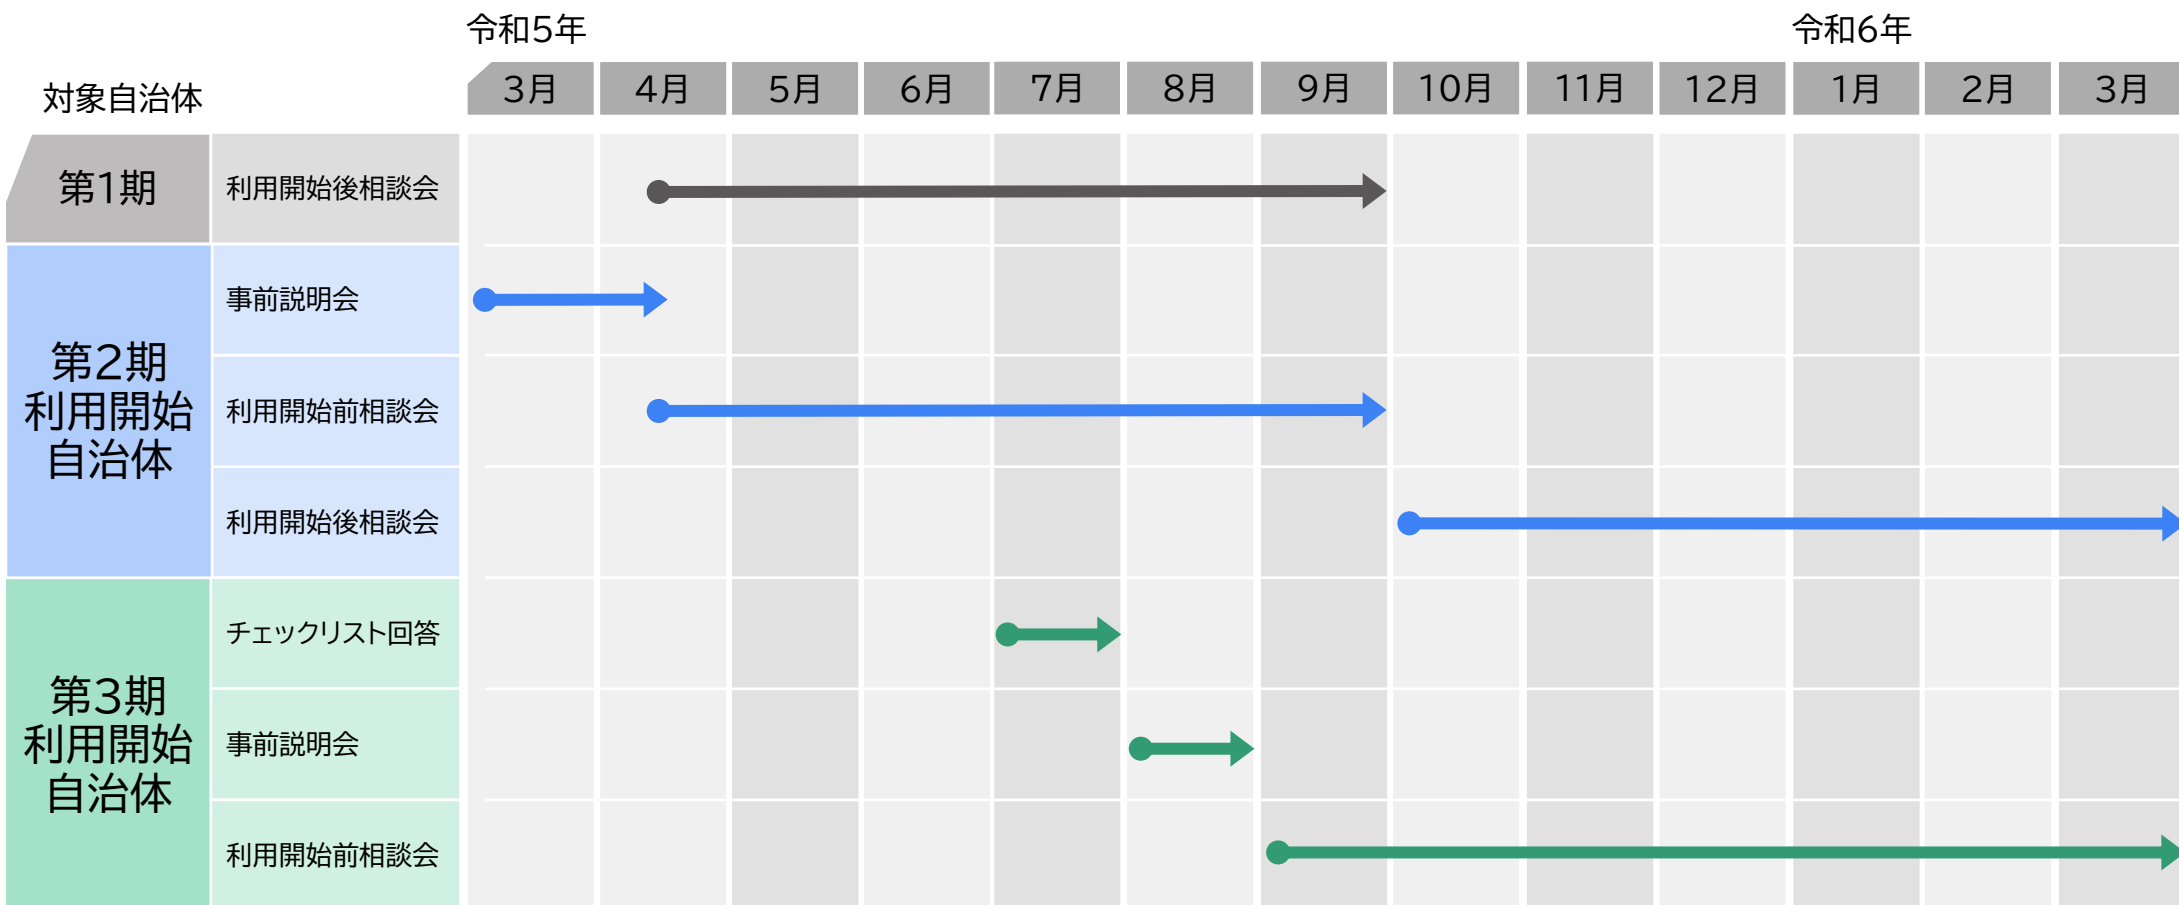 令和5年
令和6年
対象自治体
3月
4月
5月
6月
7月
8月
9月
10月
11月
12月
1月
2月
3月
第1期
利用開始後相談会
第2期
利用開始
自治体
事前説明会
利用開始前相談会
利用開始後相談会
第3期
利用開始
自治体
チェックリスト回答
事前説明会
利用開始前相談会